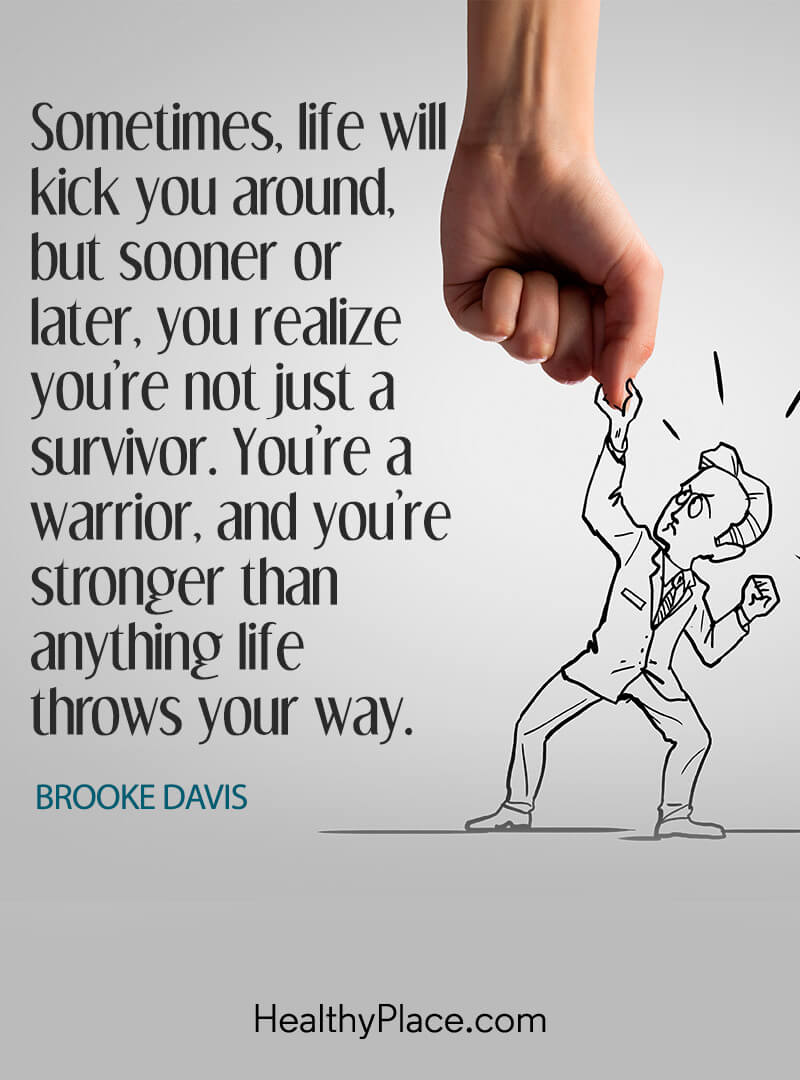 Sometimes, life will
kick you around,
but sooner or
later, you realize
you’re not just a
survivor. You’re a
warrior, and you’re
stronger than
anything life
throws your way.
BROOKE DAVIS
HealthyPlace.com